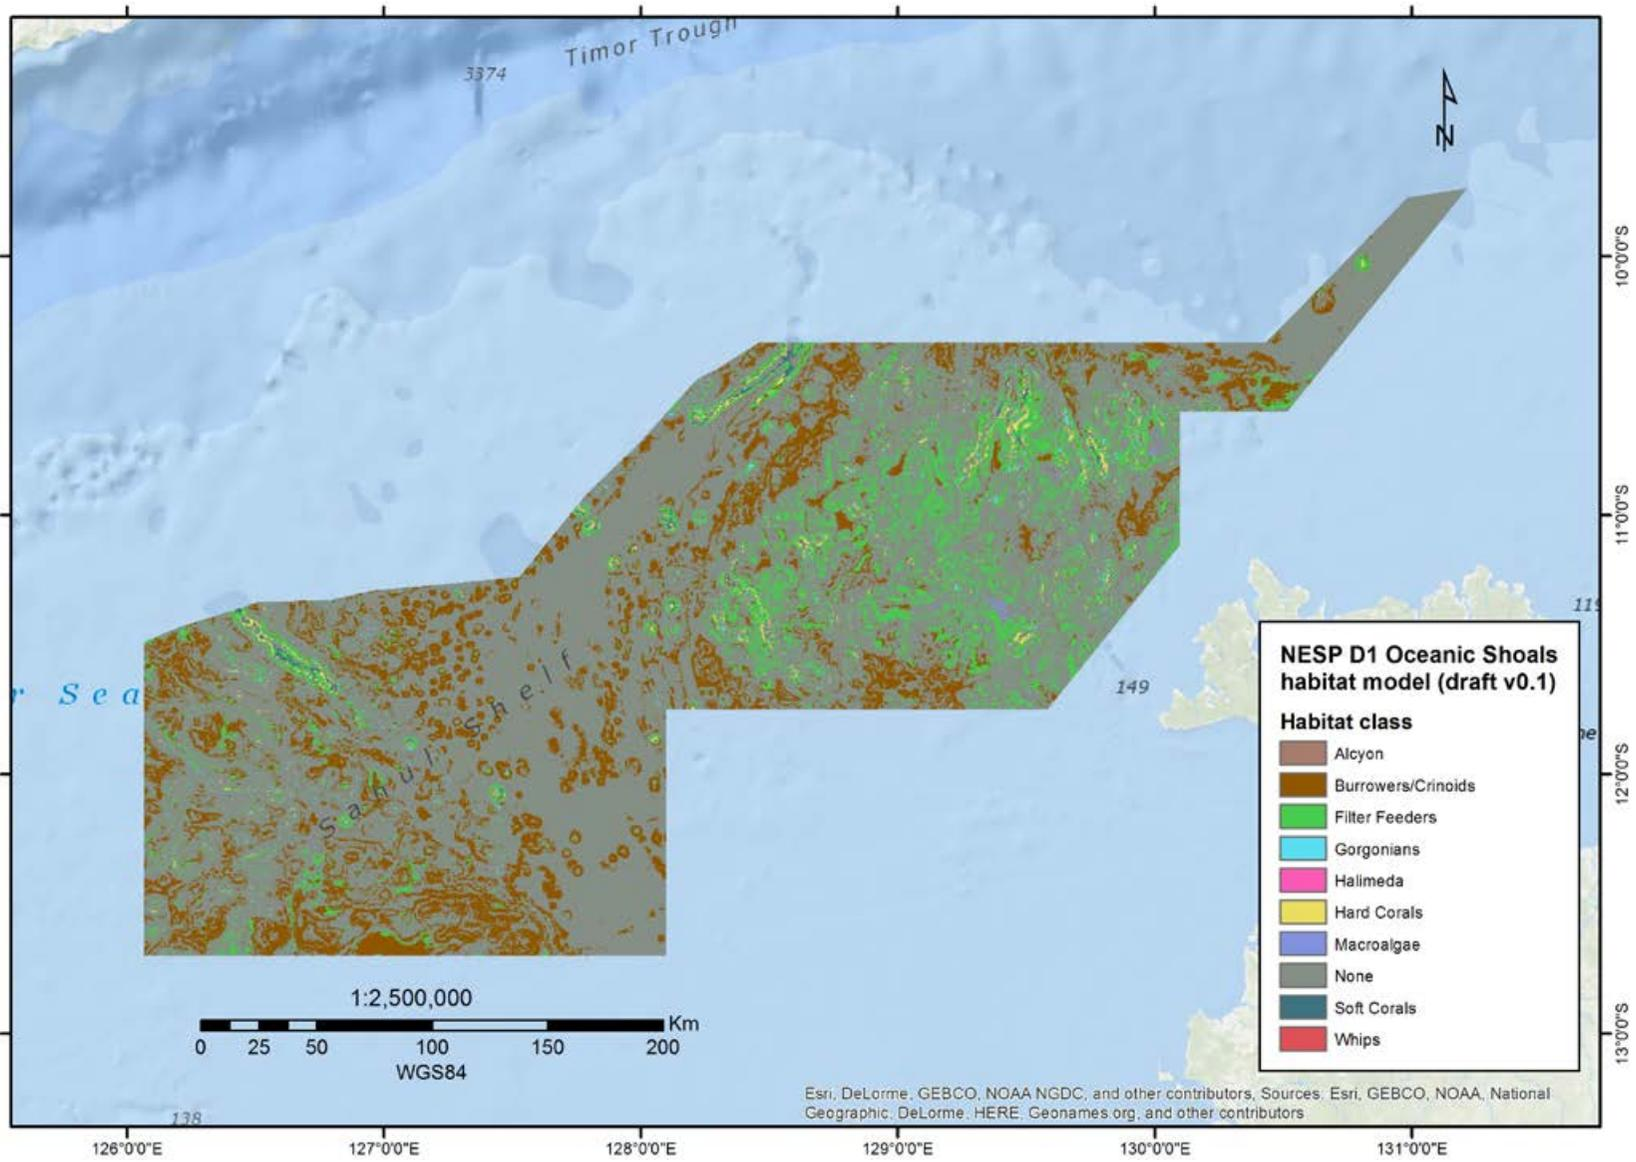 Timor Trough
3374
N
10°0'0"S
11°0'0"S
Sahul Shelf
r Sea
149
119
NESP D1 Oceanic Shoals
habitat model (draft v0.1)
Habitat class
Alcyon
Burrowers/Crinoids
Filter Feeders
Gorgonians
Halimeda
Hard Corals
Macroalgae
None
Soft Corals
Whips
12°0'0"S
13°0'0"S
1:2,500,000
Km
0 25 50 100 150 200
WGS84
Esri, DeLorme, GEBCO, NOAA NGDC, and other contributors, Sources: Esri, GEBCO, NOAA, National
Geographic, DeLorme, HERE, Geonames.org, and other contributors
138
126°0'0"E 127°0'0"E 128°0'0"E 129°0'0"E 130°0'0"E 131°0'0"E